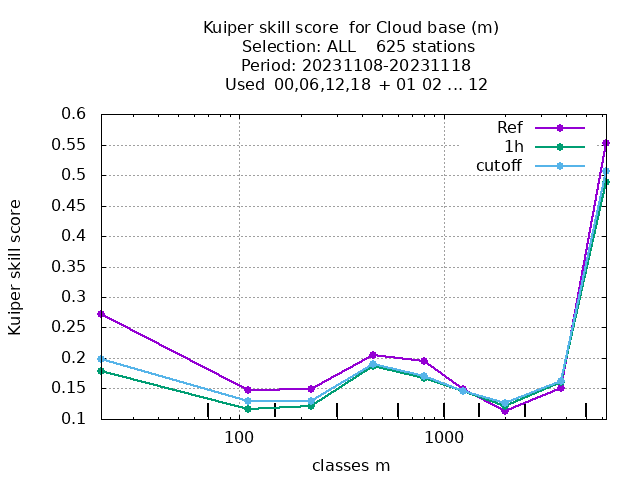 Kuiper skill score  for Cloud base (m)
Selection: ALL    625 stations
Period: 20231108-20231118
Used  00,06,12,18  + 01 02 ... 12
Ref
1h
cutoff
0.6
0.55
0.5
0.45
0.4
0.35
0.3
0.25
0.2
0.15
0.1
Kuiper skill score
100
1000
classes m